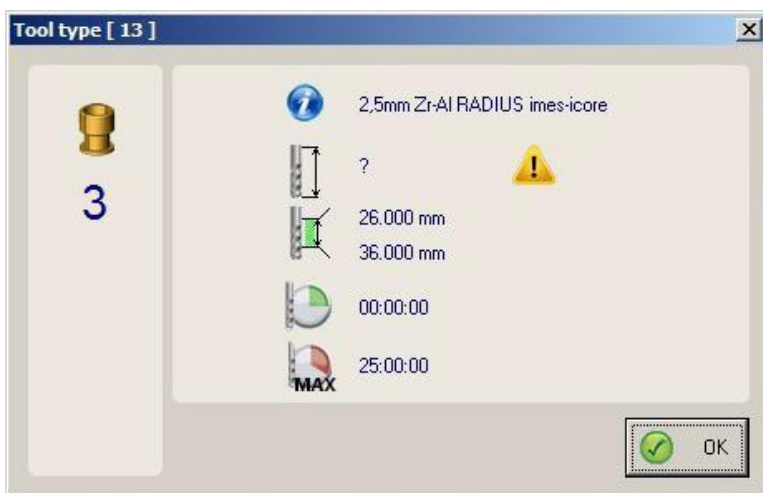 Tool type [ 13 ]
3
2,5mm Zr-Al RADIUS imes-icore
?
26.000 mm
36.000 mm
00:00:00
MAX
25:00:00
OK